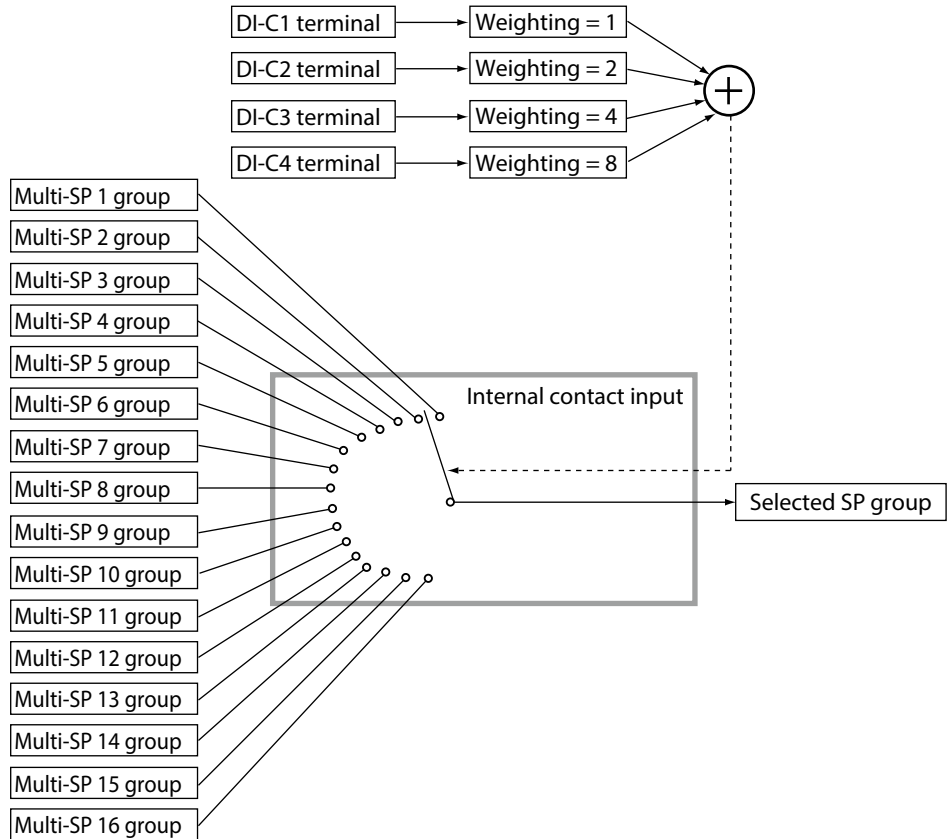 DI-C1 terminal Weighting = 1
DI-C2 terminal Weighting = 2
DI-C3 terminal Weighting = 4
DI-C4 terminal Weighting = 8
+
Multi-SP 1 group
Multi-SP 2 group
Multi-SP 3 group
Multi-SP 4 group
Multi-SP 5 group
Multi-SP 6 group
Multi-SP 7 group
Multi-SP 8 group
Multi-SP 9 group
Multi-SP 10 group
Multi-SP 11 group
Multi-SP 12 group
Multi-SP 13 group
Multi-SP 14 group
Multi-SP 15 group
Multi-SP 16 group
Internal contact input
Selected SP group